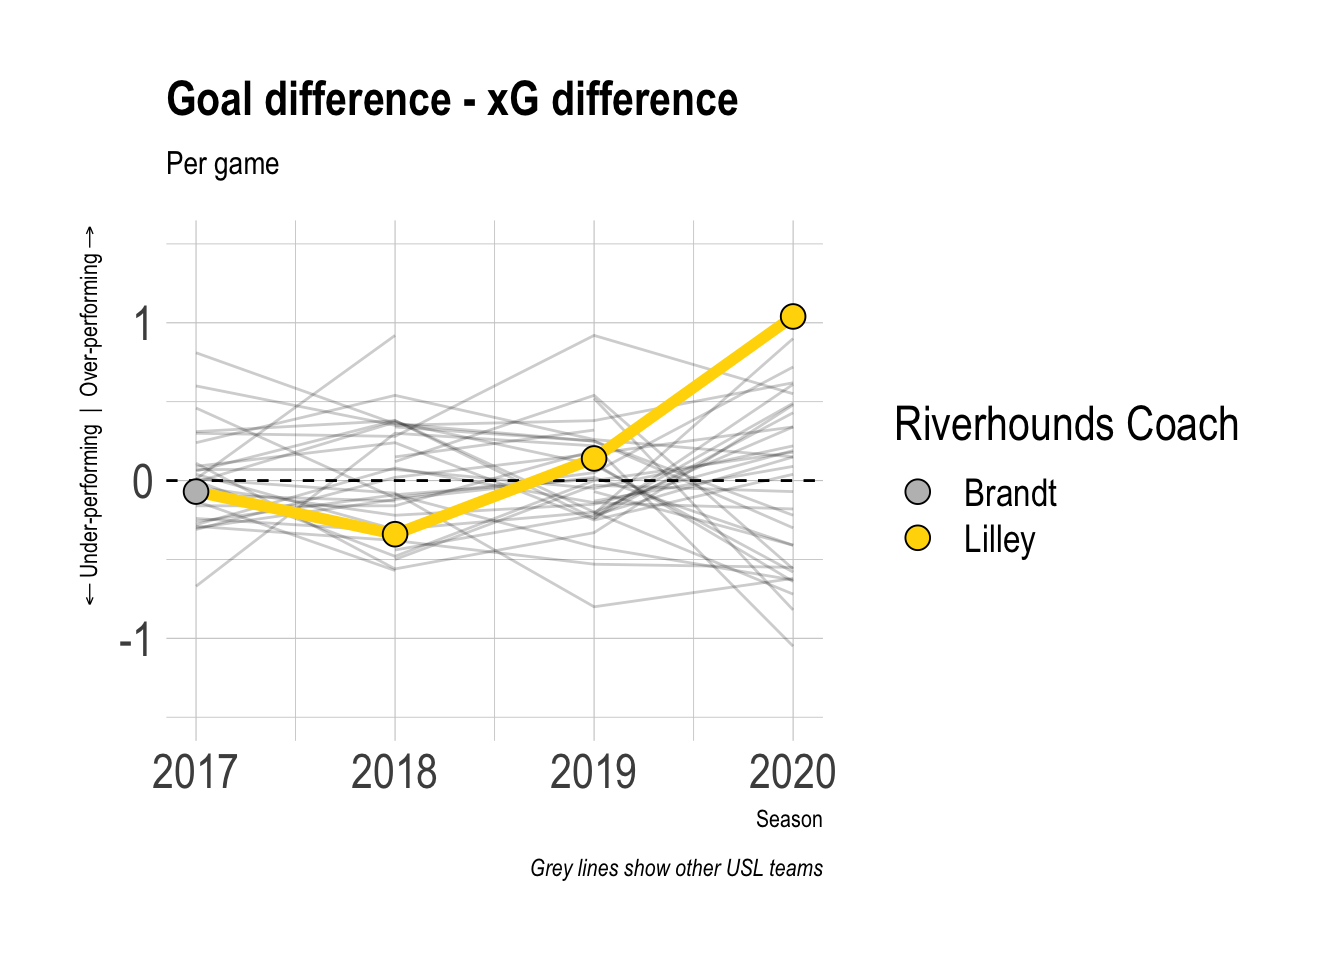 Goal difference - xG difference
Per game
<— Under-performing | Over-performing —>
1
0
-1
2017 2018 2019 2020
Season
Grey lines show other USL teams
Riverhounds Coach
Brandt
Lilley